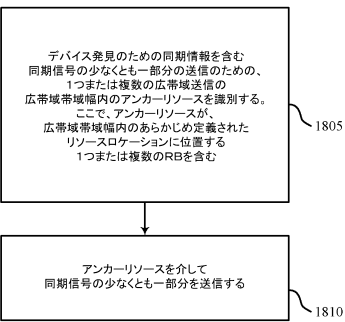 デバイス発見のための同期情報を含む
同期信号の少なくとも一部分の送信のための、
1つまたは複数の広帯域送信の
広帯域帯域幅内のアンカーリソースを識別する。
ここで、アンカーリソースが、
広帯域帯域幅内のあらかじめ定義された
リソースロケーションに位置する
1つまたは複数のRBを含む
1805
アンカーリソースを介して
同期信号の少なくとも一部分を送信する
1810